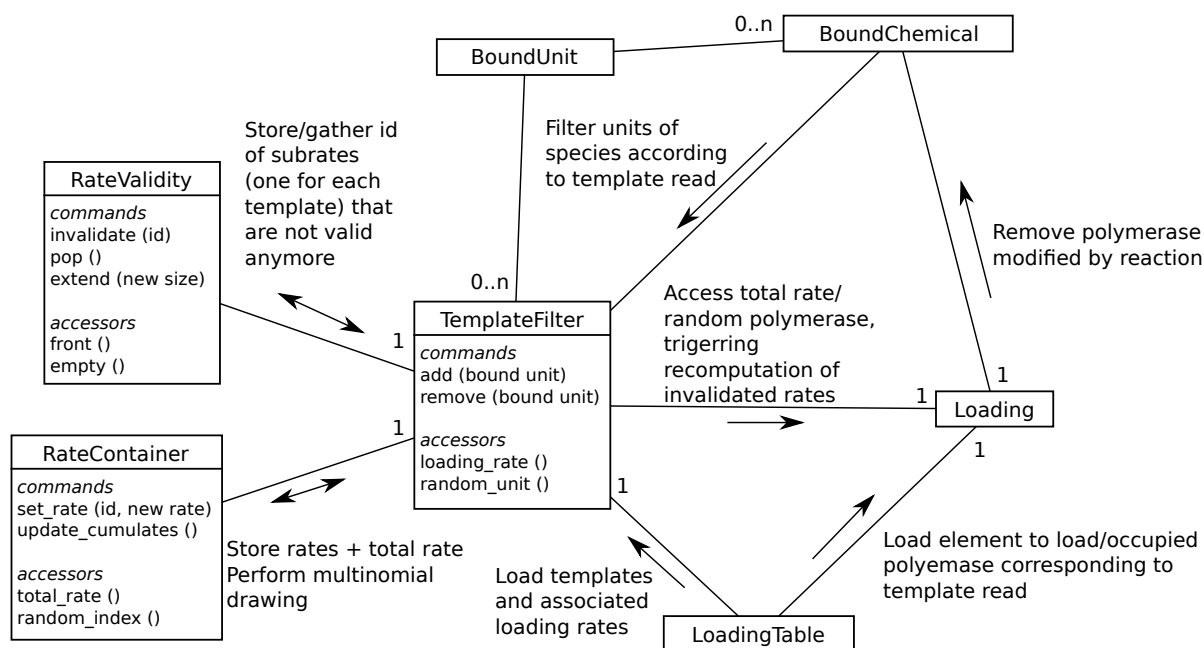 0..n
BoundChemical
BoundUnit
Store/gather id
of subrates
(one for each
template) that
are not valid
anymore
Filter units of
species according
to template read
RateValidity
commands
invalidate (id)
pop ()
extend (new size)
accessors
front ()
empty ()
Remove polymerase
modified by reaction
0..n
1
TemplateFilter
commands
add (bound unit)
remove (bound unit)
accessors
loading_rate ()
random_unit ()
Access total rate/
random polymerase,
trigerring
recomputation of
invalidated rates
1
1
Loading
1
1
RateContainer
commands
set_rate (id, new rate)
update_cumulates ()
accessors
total_rate ()
random_index ()
Store rates + total rate
Perform multinomial
drawing
1
Load templates
and associated
loading rates
Load element to load/occupied
polyemase corresponding to
template read
LoadingTable